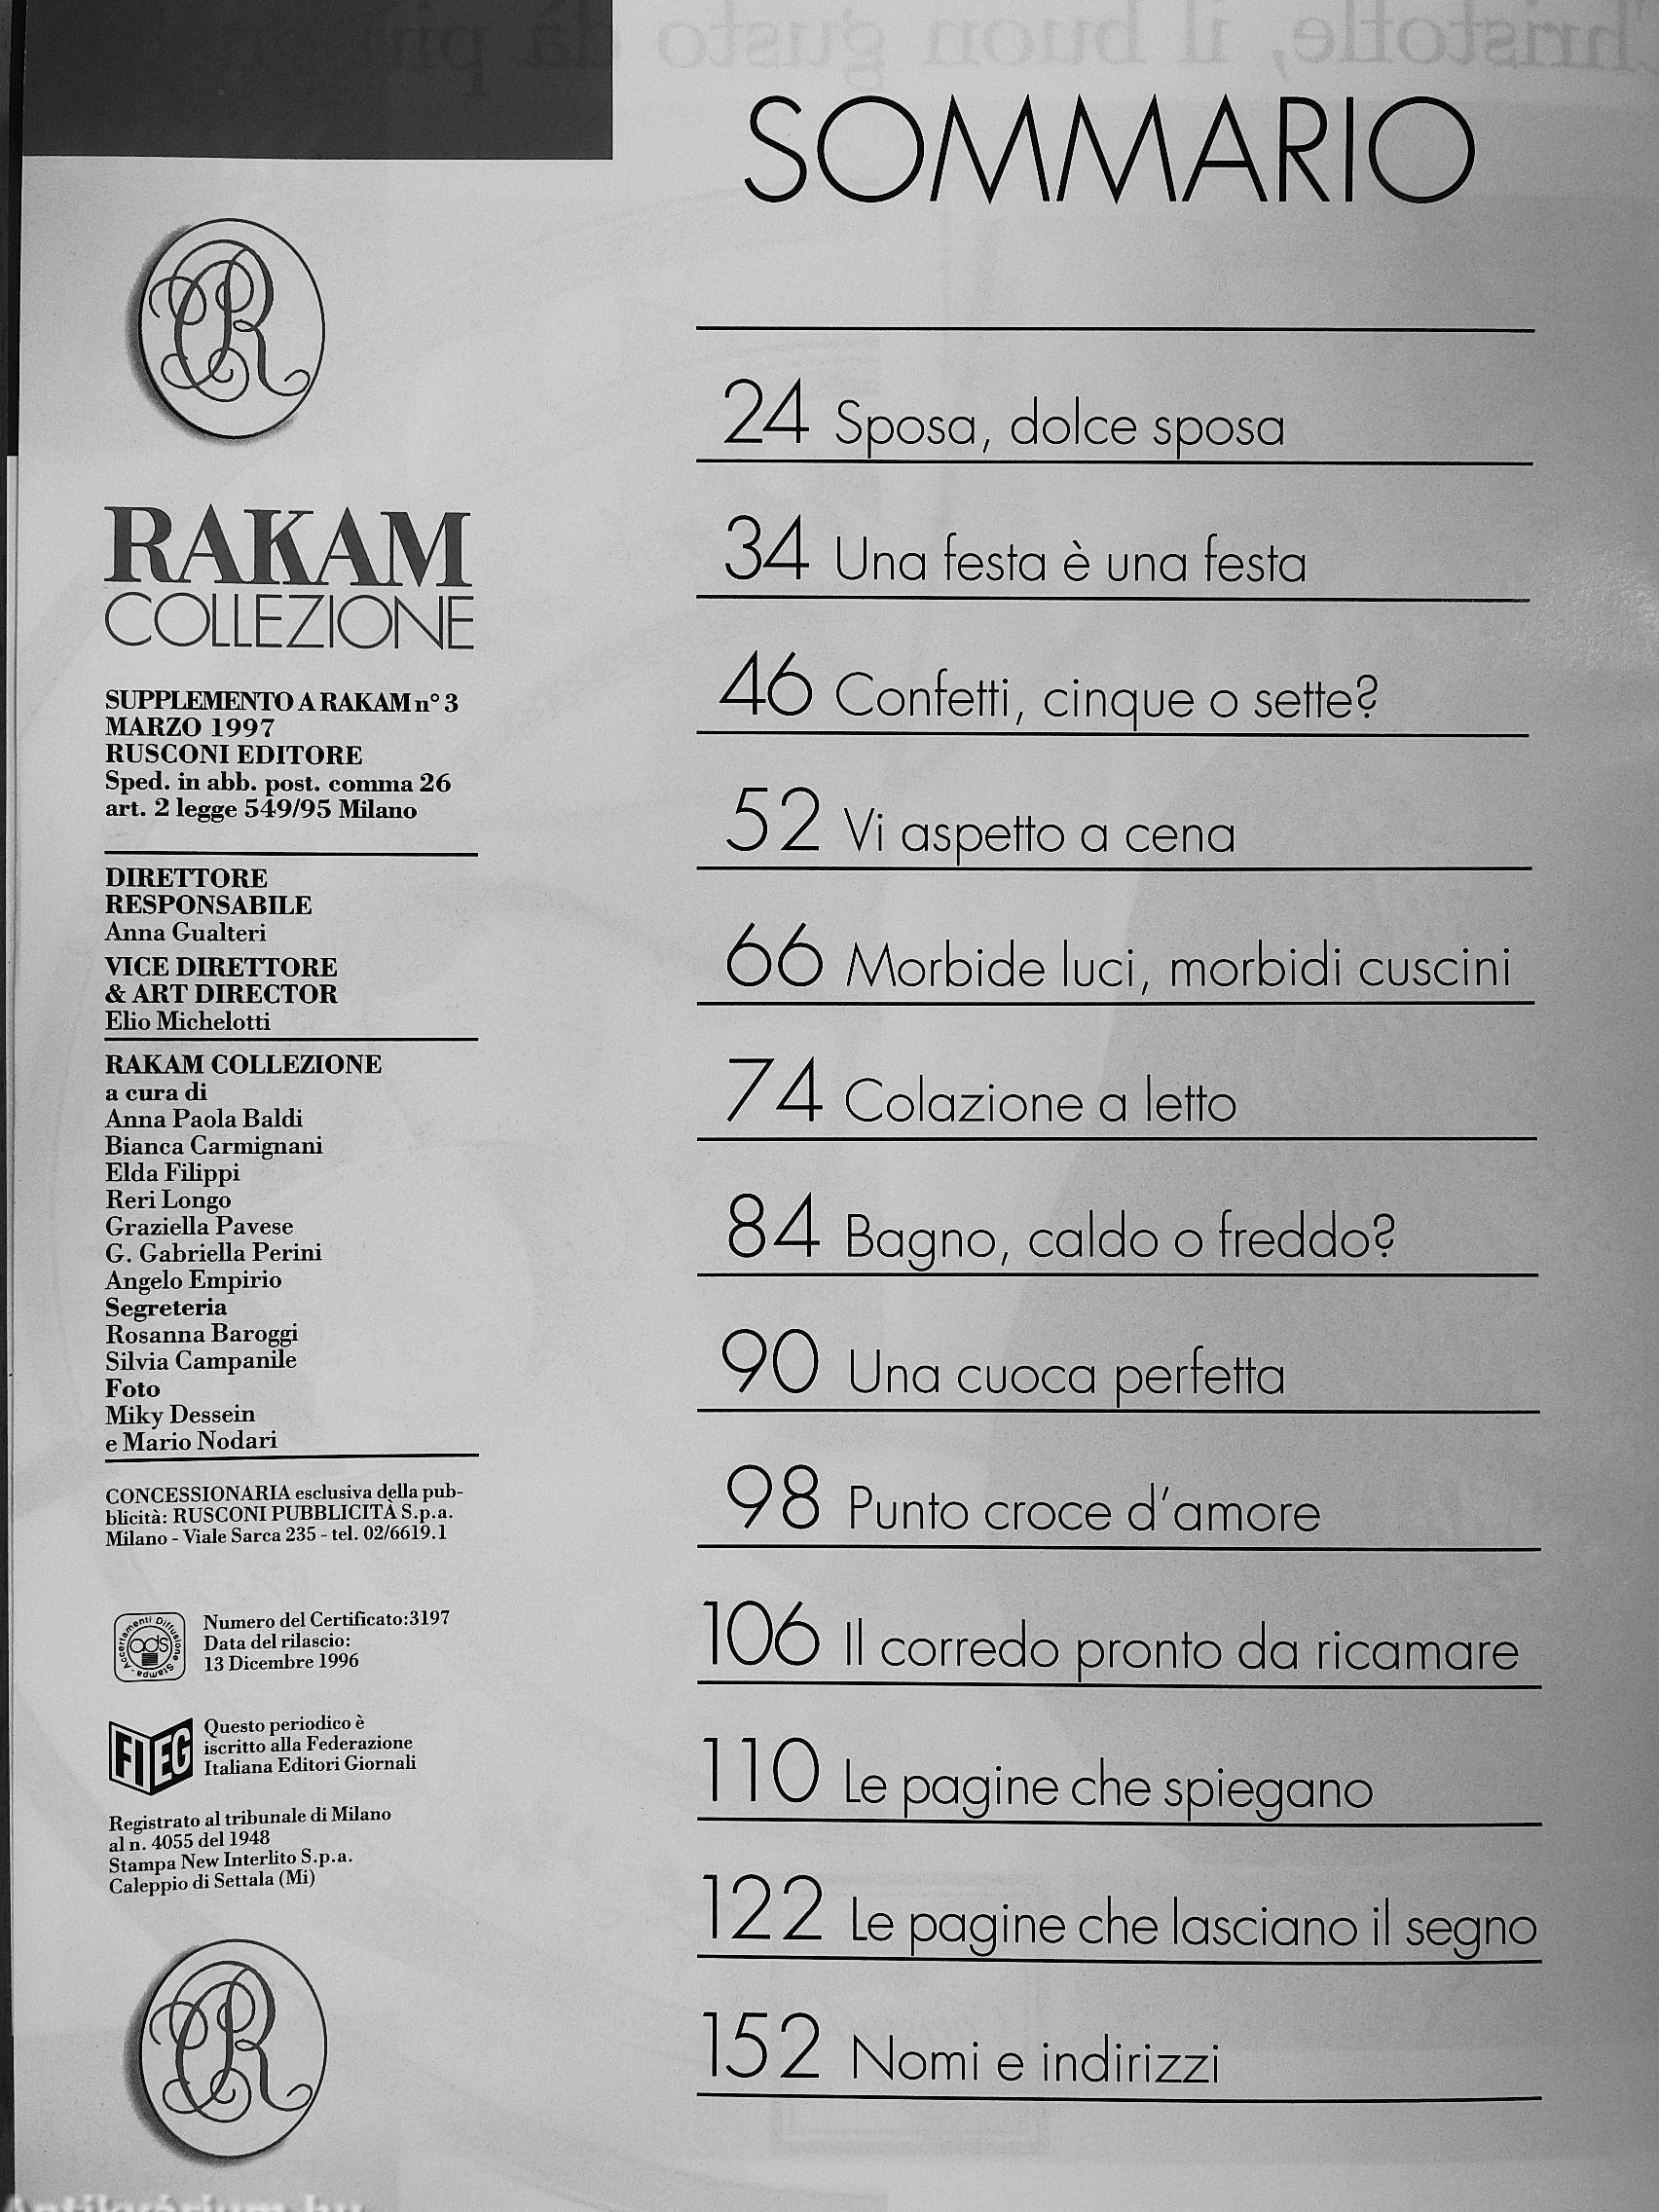 SOMMARIO
24 Sposa, dolce sposa
34 Una festa è una festa
46 Confetti, cinque o sette?
52 Vi aspetto a cena
66 Morbide luci, morbidi cuscini
74 Colazione a letto
84 Bagno, caldo o freddo?
90 Una cuoca perfetta
98 Punto croce d'amore
106 Il corredo pronto da ricamare
110 Le pagine che spiegano
122 Le pagine che lasciano il segno
152 Nomi e indirizzi
RAKAM
COLLEZIONE
SUPPLEMENTO A RAKAM n° 3
MARZO 1997
RUSCONI EDITORE
Sped. in abb. post. comma 26
art. 2 legge 549/95 Milano
DIRETTORE
RESPONSABILE
Anna Gualteri
VICE DIRETTORE
& ART DIRECTOR
Elio Michelotti
RAKAM COLLEZIONE
a cura di
Anna Paola Baldi
Bianca Carmignani
Elda Filippi
Reri Longo
Graziella Pavese
G. Gabriella Perini
Angelo Empirio
Segreteria
Rosanna Baroggi
Silvia Campanile
Foto
Miky Dessein
e Mario Nodari
CONCESSIONARIA esclusiva della pub-
blicità: RUSCONI PUBBLICITÀ S.p.a.
Milano - Viale Sarca 235 - tel. 02/6619.1
ads
Accertamenti Diffusione Stampa
Numero del Certificato:3197
Data del rilascio:
13 Dicembre 1996
FIEG
Questo periodico è
iscritto alla Federazione
Italiana Editori Giornali
Registrato al tribunale di Milano
al n. 4055 del 1948
Stampa New Interlito S.p.a.
Caleppio di Settala (Mi)